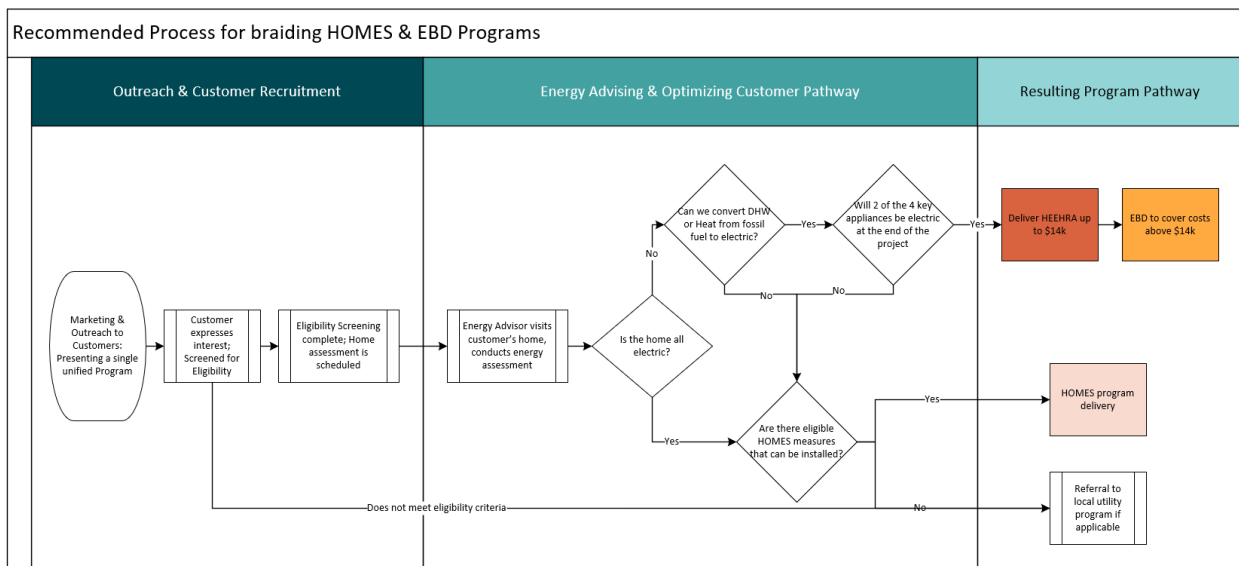 Recommended Process for braiding HOMES & EBD Programs
Outreach & Customer Recruitment
Energy Advising & Optimizing Customer Pathway
Resulting Program Pathway
Marketing &
Outreach to
Customers:
Presenting a single
unified Program
Customer
expresses
interest;
Screened for
Eligibility
Eligibility Screening
complete; Home
assessment is
scheduled
Energy Advisor visits
customer's home,
conducts energy
assessment
Is the home all
electric?
No
Can we convert DHW
or Heat from fossil
fuel to electric?
Yes
Will 2 of the 4 key
appliances be electric
at the end of the
project
Yes
Deliver HEEHRA up
to $14k
EBD to cover costs
above $14k
No
No
Yes
Are there eligible
HOMES measures
that can be installed?
Yes
HOMES program
delivery
Does not meet eligibility criteria
No
Referral to
local utility
program if
applicable